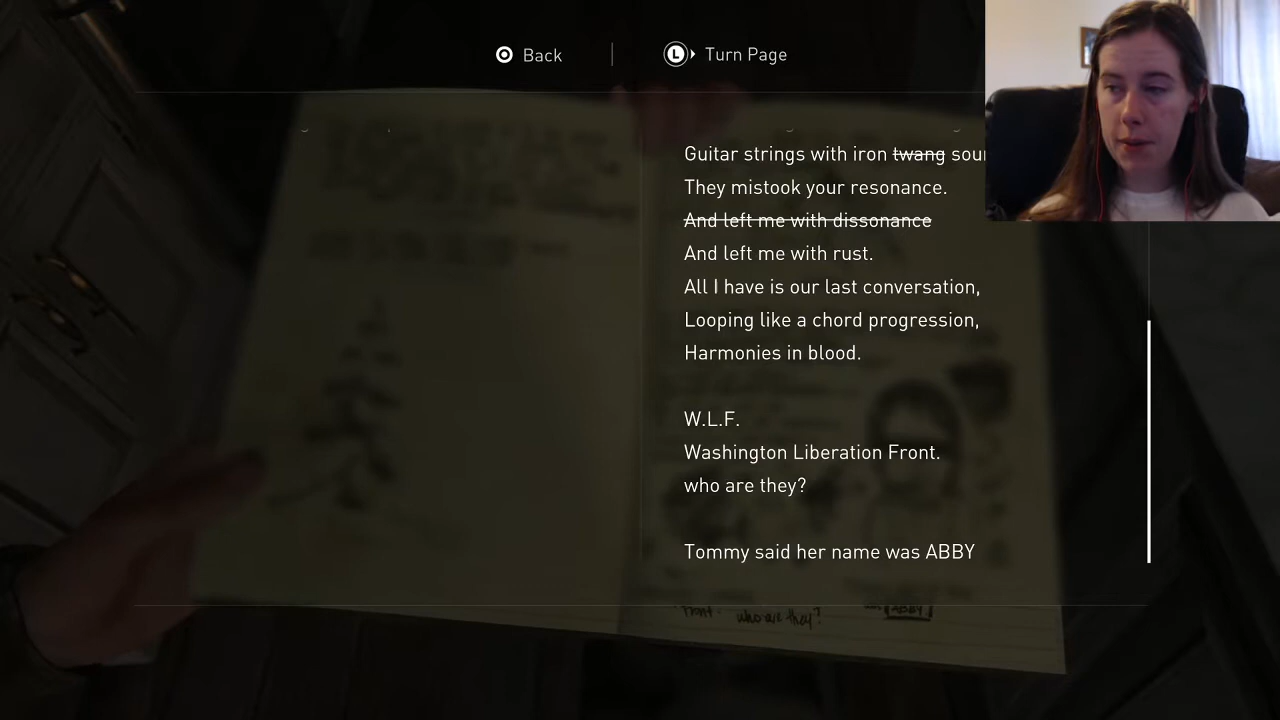 Back
L Turn Page
Guitar strings with iron twang
They mistook your resonance.
And left me with dissonance
And left me with rust.
All I have is our last conversation,
Looping like a chord progression,
Harmonies in blood.
W.L.F.
Washington Liberation Front.
who are they?
Tommy said her name was ABBY
front. who are they? ABBY